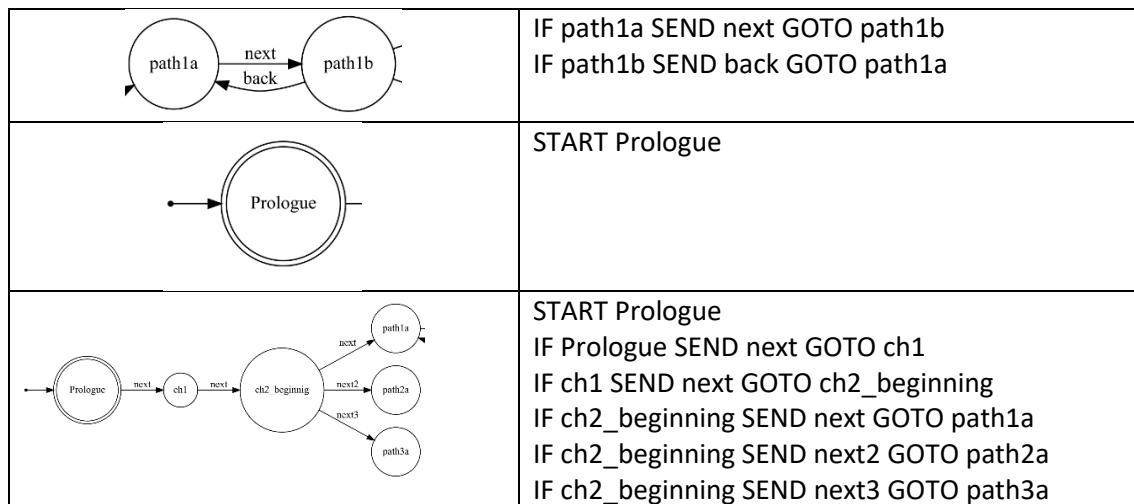 path1a
next
back
path1b
IF path1a SEND next GOTO path1b
IF path1b SEND back GOTO path1a
Prologue
START Prologue
Prologue
next
ch1
next
ch2_beginnig
next
next2
next3
path1a
path2a
path3a
START Prologue
IF Prologue SEND next GOTO ch1
IF ch1 SEND next GOTO ch2_beginning
IF ch2_beginning SEND next GOTO path1a
IF ch2_beginning SEND next2 GOTO path2a
IF ch2_beginning SEND next3 GOTO path3a